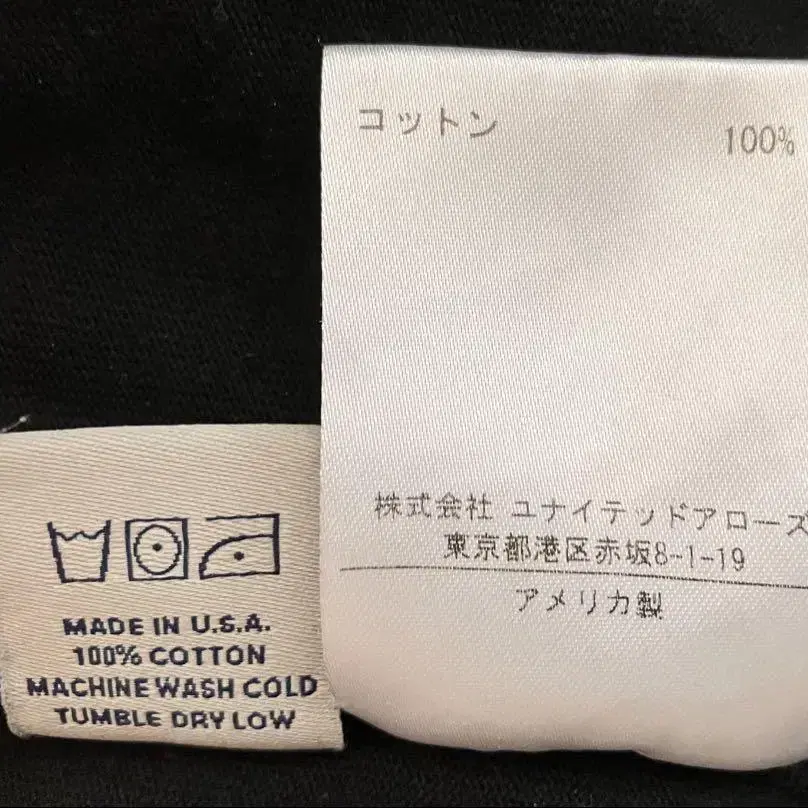 コットン 100%
株式会社 ユナイテッドアローズ
東京都港区赤坂8-1-19
アメリカ製
MADE IN U.S.A.
100% COTTON
MACHINE WASH COLD
TUMBLE DRY LOW